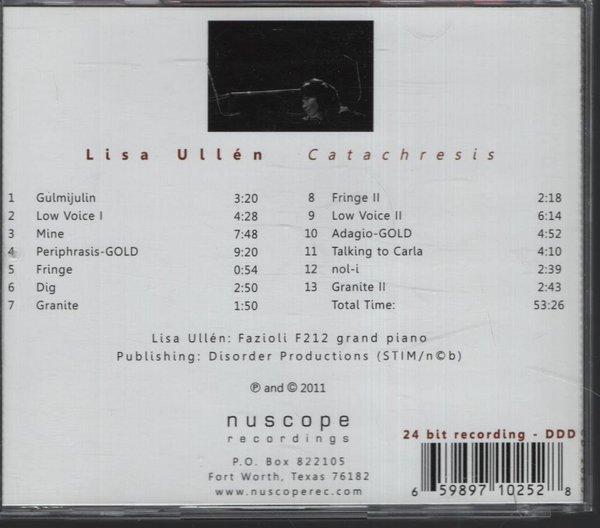 Lisa Ullén Catachresis
1 Gulmijulin 3:20
2 Low Voice I 4:28
3 Mine 7:48
4 Periphrasis-GOLD 9:20
5 Fringe 0:54
6 Dig 2:50
7 Granite 1:50
8 Fringe II 2:18
9 Low Voice II 6:14
10 Adagio-GOLD 4:52
11 Talking to Carla 4:10
12 nol-i 2:39
13 Granite II 2:43
Total Time: 53:26
Lisa Ullén: Fazioli F212 grand piano
Publishing: Disorder Productions (STIM/n©b)
℗ and © 2011
nuscope
recordings
P.O. Box 822105
Fort Worth, Texas 76182
www.nuscoperec.com
24 bit recording - DDD
6 59897 10252 8